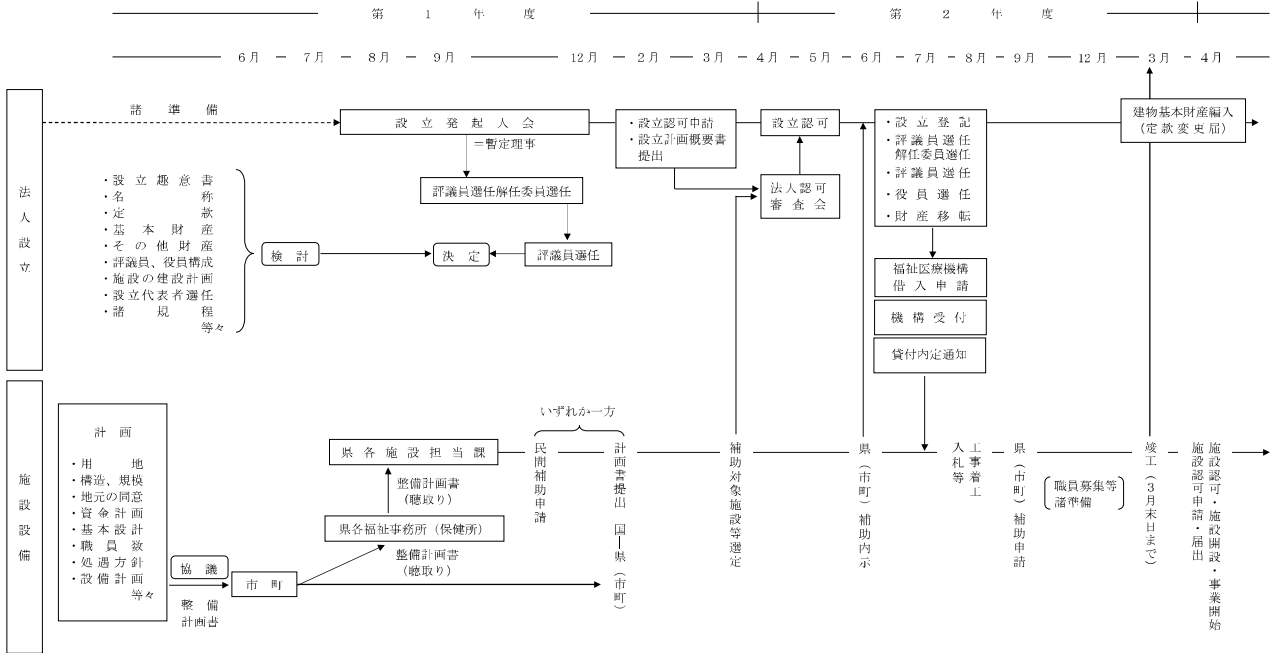 第１年度
第２年度
6月 7月 8月 9月 12月 2月 3月 4月 5月 6月 7月 8月 9月 12月 3月 4月
法人設立
諸準備
設立発起人会
＝暫定理事
評議員選任解任委員選任
評議員選任
決定
検討
・設立趣意書
・名称
・定款
・基本財産
・その他財産
・評議員、役員構成
・施設の建設計画
・設立代表者選任
・諸規程
等々
・設立認可申請
・設立計画概要書
提出
設立認可
法人認可
審査会
・設立登記
・評議員選任
解任委員選任
・評議員選任
・役員選任
・財産移転
福祉医療機構
借入申請
機構受付
貸付内定通知
建物基本財産編入
（定款変更届）
施設設備
計画
・用地
・構造、規模
・地元の同意
・資金計画
・基本設計
・職員数
・処遇方針
・設備計画
等々
協議
整備
計画書
市町
県各施設担当課
整備計画書
（聴取り）
県各福祉事務所（保健所）
整備計画書
（聴取り）
いずれか一方
民間補助申請
計画書提出　国―県（市町）
補助対象施設等選定
県（市町）補助内示
工事着工
入札等
県（市町）補助申請
職員募集等
諸準備
竣工（３月末日まで）
施設認可・施設開設・事業開始
施設認可申請・届出